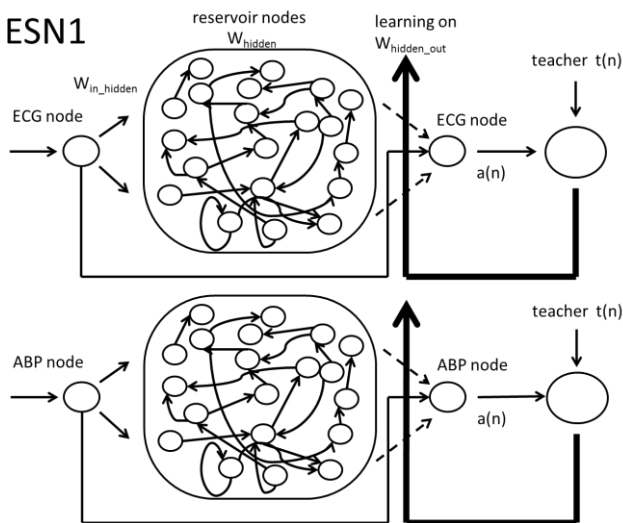 ESN1
reservoir nodes
W_hidden
learning on
W_hidden_out
W_in_hidden
teacher t(n)
ECG node
ECG node
a(n)
teacher t(n)
ABP node
ABP node
a(n)